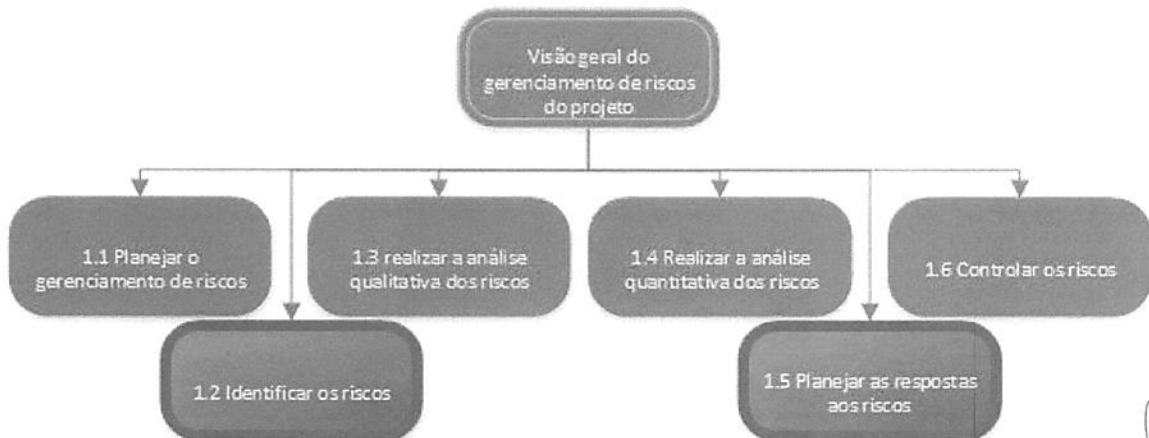 Visão geral do
gerenciamento de riscos
do projeto
1.1 Planejar o
gerenciamento de riscos
1.2 Identificar os riscos
1.3 realizar a análise
qualitativa dos riscos
1.4 Realizar a análise
quantitativa dos riscos
1.5 Planejar as respostas
aos riscos
1.6 Controlar os riscos